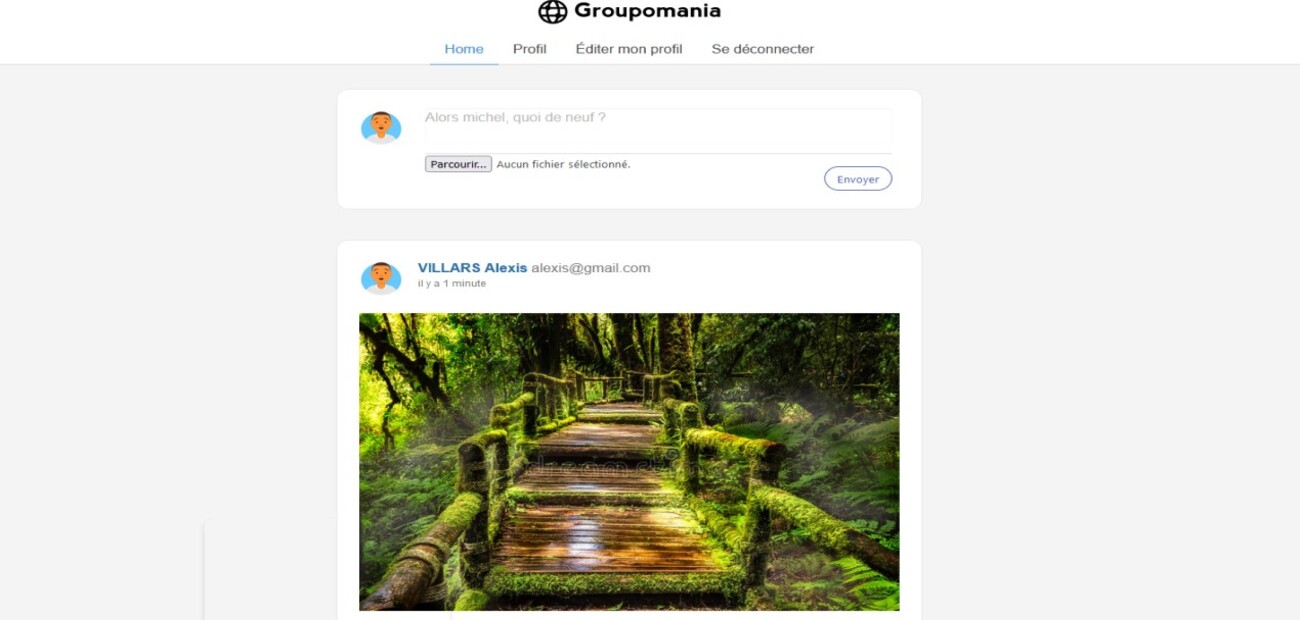 Groupomania
Home Profil Éditer mon profil Se déconnecter
Alors michel, quoi de neuf ?
Parcourir... Aucun fichier sélectionné.
Envoyer
VILLARS Alexis alexis@gmail.com
il y a 1 minute